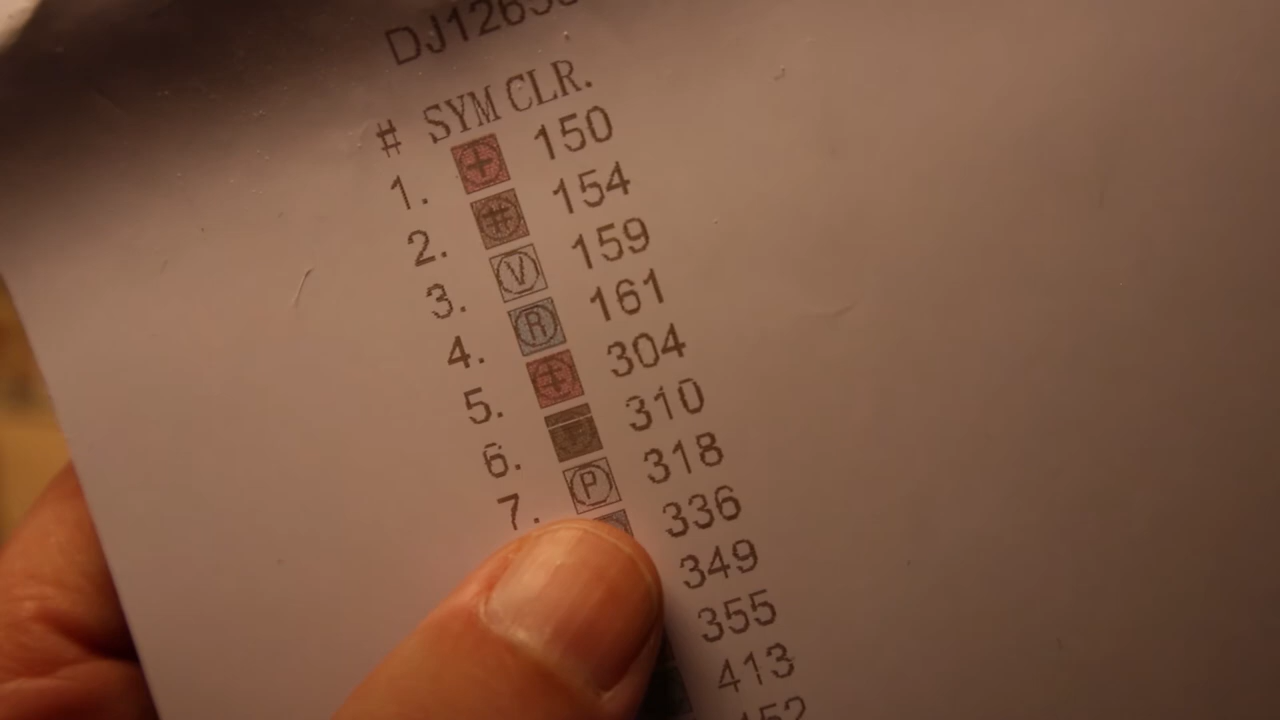 # SYM CLR.
1. + 150
2. # 154
3. V 159
4. R 161
5. + 304
6. 310
7. P 318
336
349
355
413